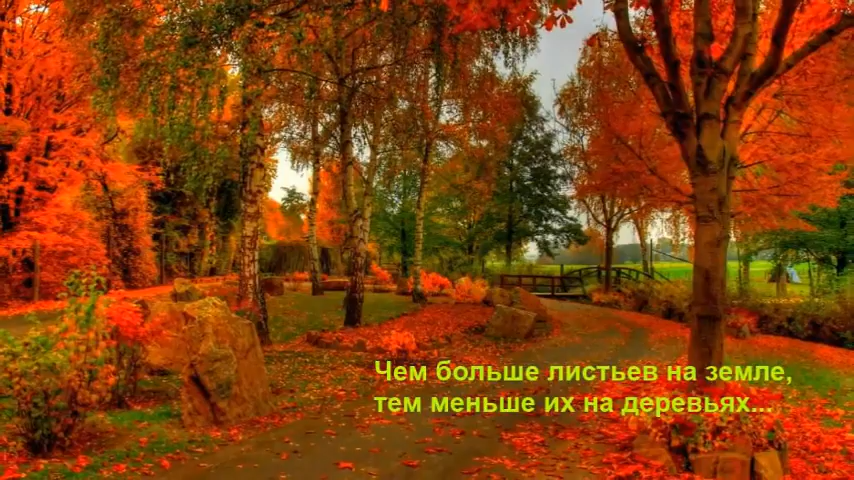 Чем больше листьев на земле,
тем меньше их на деревьях...